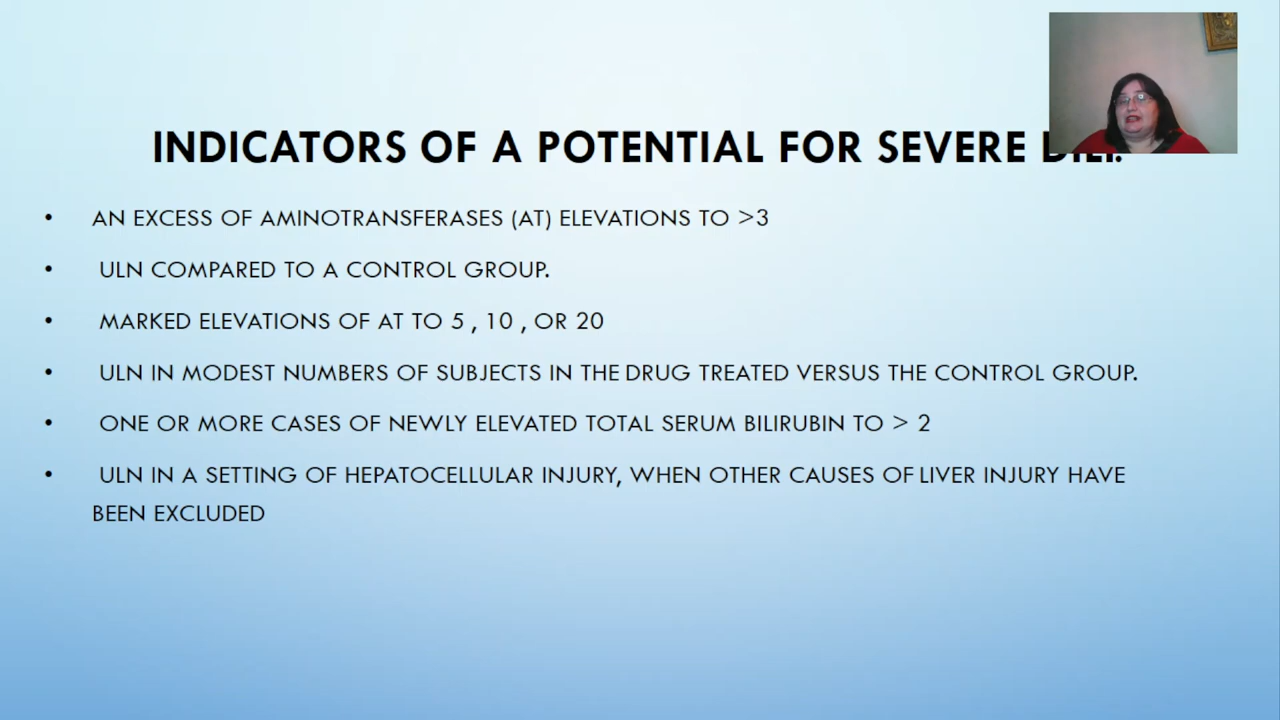 INDICATORS OF A POTENTIAL FOR SEVERE
• AN EXCESS OF AMINOTRANSFERASES (AT) ELEVATIONS TO >3
• ULN COMPARED TO A CONTROL GROUP.
• MARKED ELEVATIONS OF AT TO 5 , 10 , OR 20
• ULN IN MODEST NUMBERS OF SUBJECTS IN THE DRUG TREATED VERSUS THE CONTROL GROUP.
• ONE OR MORE CASES OF NEWLY ELEVATED TOTAL SERUM BILIRUBIN TO > 2
• ULN IN A SETTING OF HEPATOCELLULAR INJURY, WHEN OTHER CAUSES OF LIVER INJURY HAVE
BEEN EXCLUDED